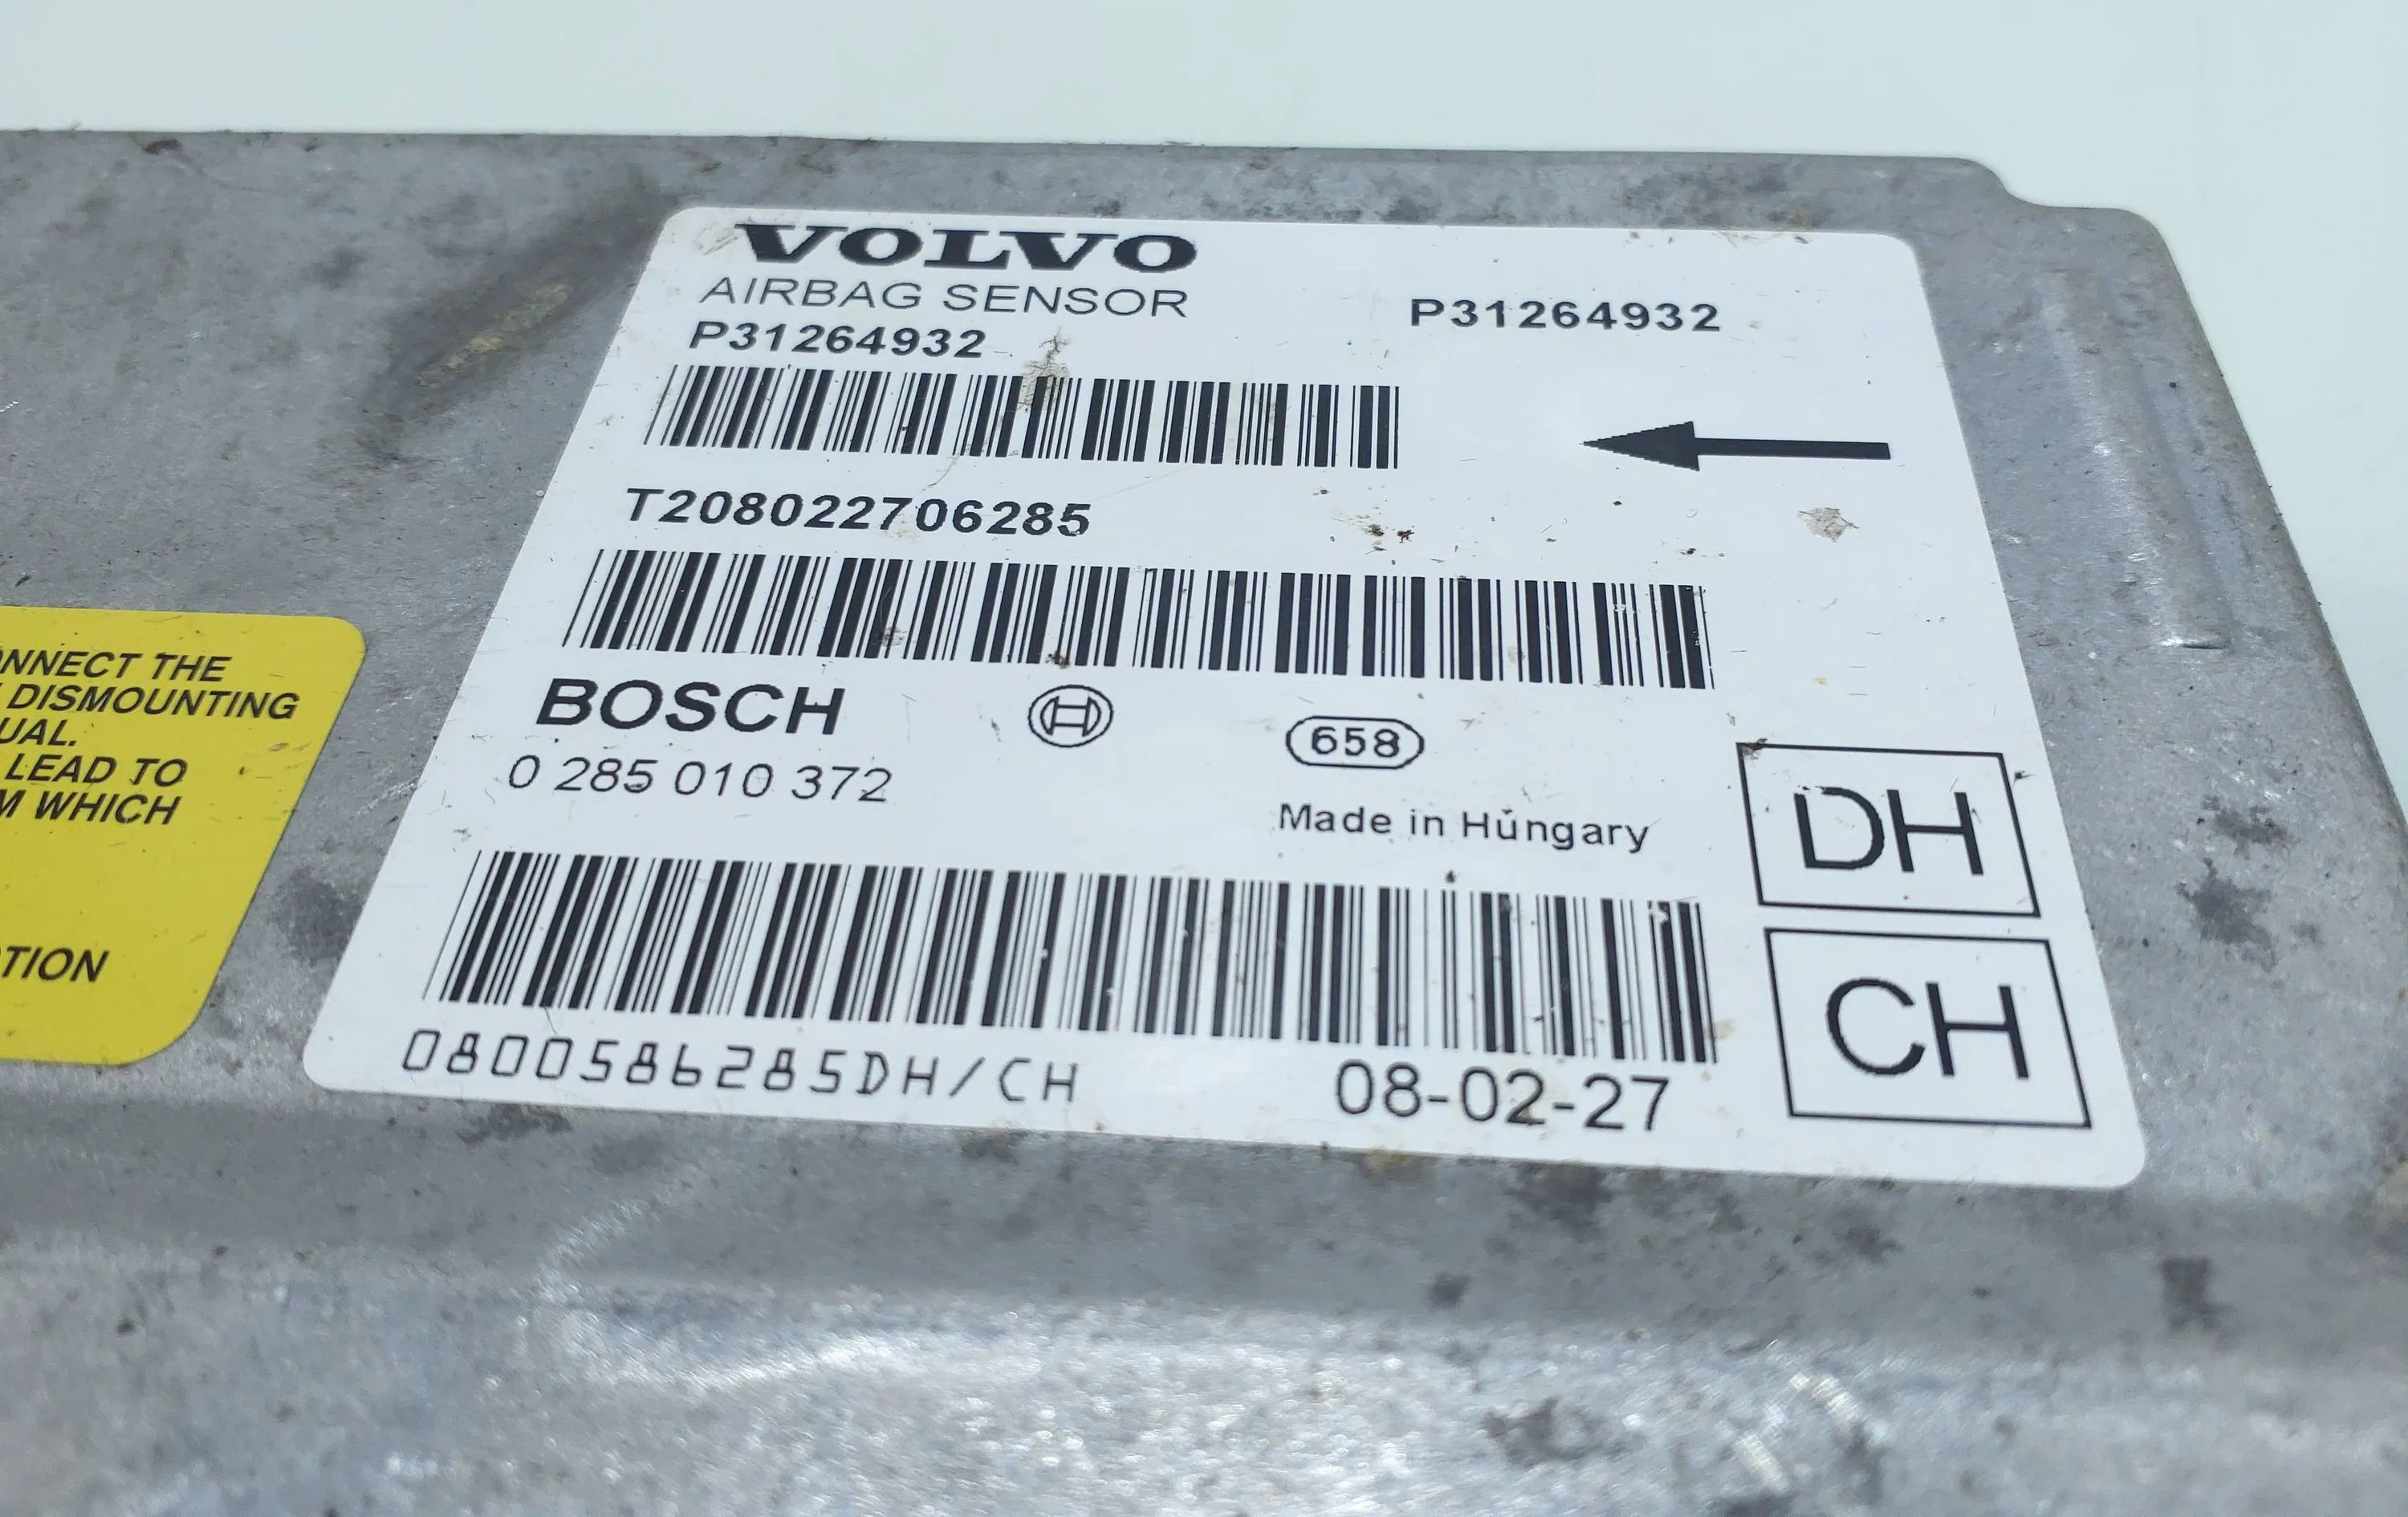 VOLVO
AIRBAG SENSOR
P31264932
P31264932
T208022706285
BOSCH
658
0 285 010 372
Made in Hungary
DH
CH
0800586285DH/CH
08-02-27
NNECT THE
DISMOUNTING
UAL.
LEAD TO
M WHICH
TION